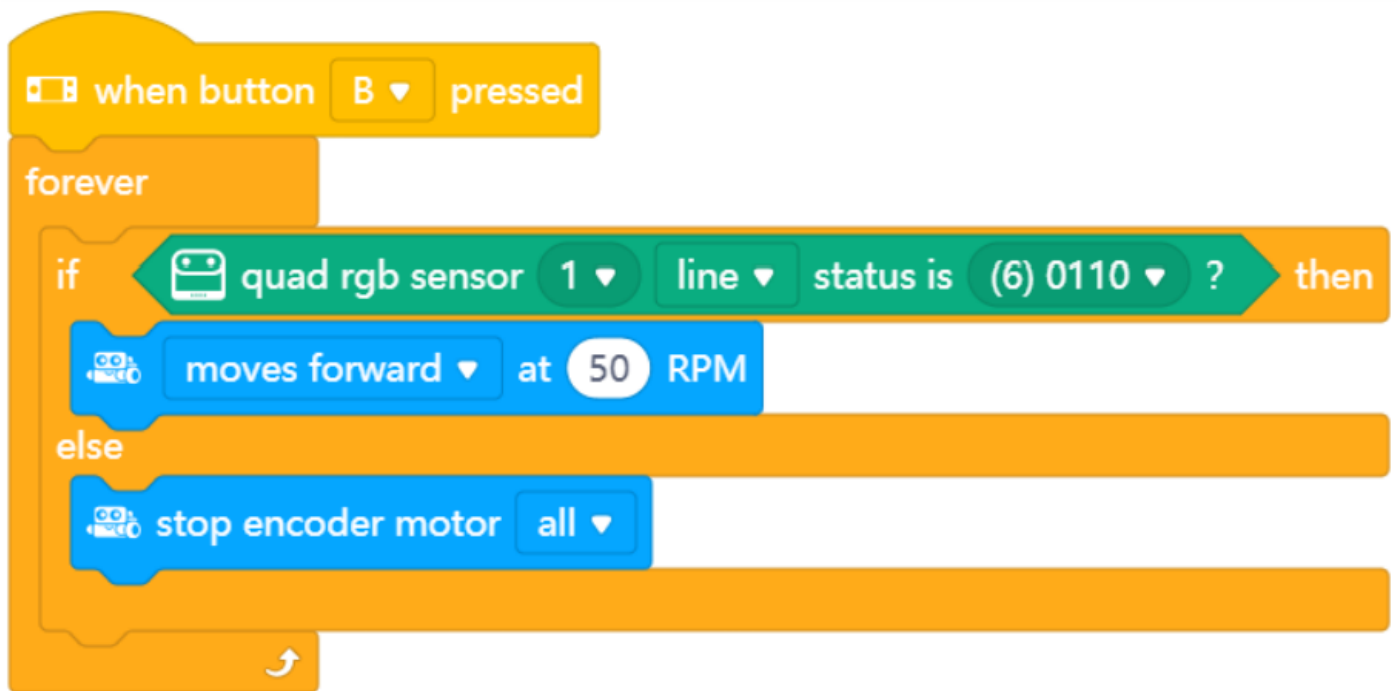 when button B pressed
forever
if quad rgb sensor 1 line status is (6) 0110 ? then
moves forward at 50 RPM
else
stop encoder motor all